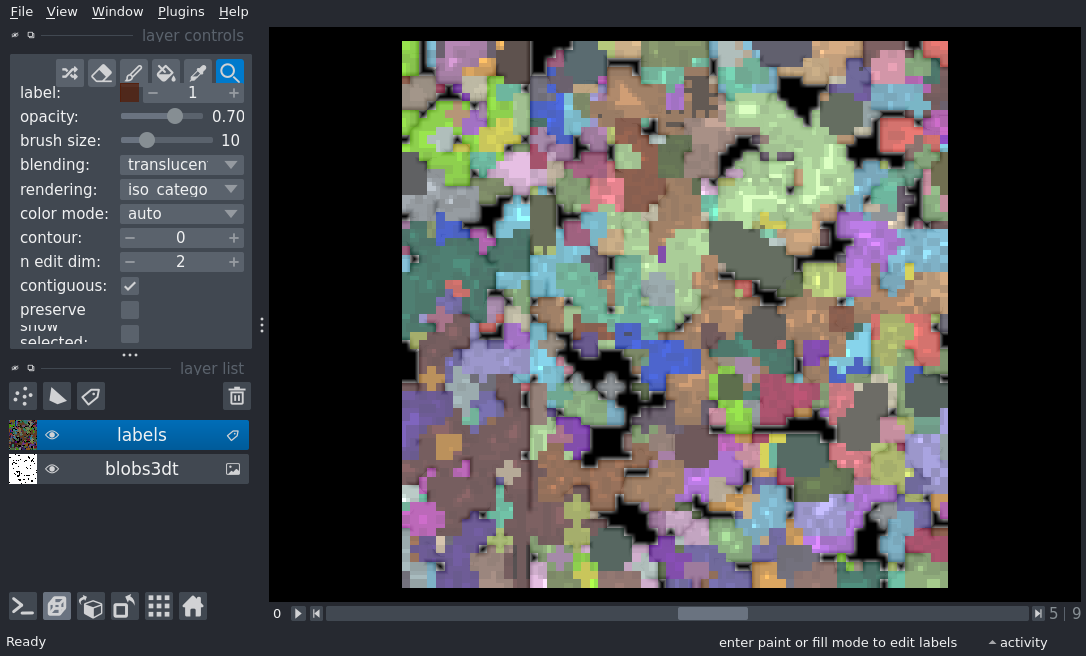 File View Window Plugins Help
layer controls
label: 1
opacity: 0.70
brush size: 10
blending: translucen
rendering: iso_catego
color mode: auto
contour: 0
n edit dim: 2
contiguous:
preserve
show
selected:
layer list
labels
blobs3dt
0 5 9
Ready enter paint or fill mode to edit labels activity